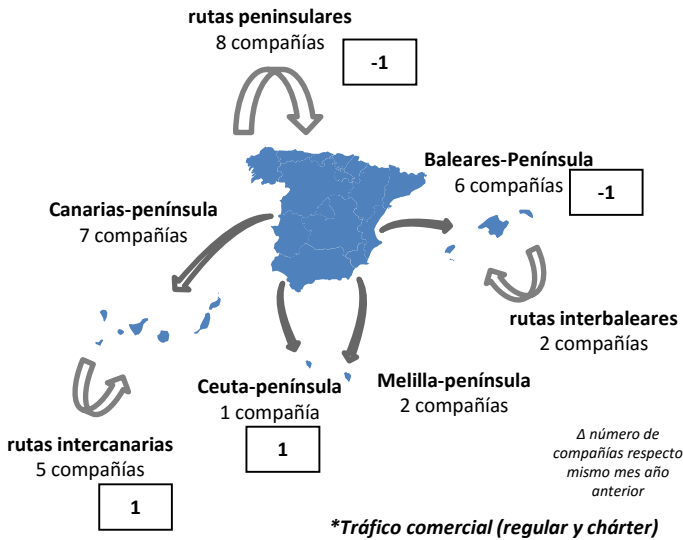 rutas peninsulares
8 compañías
-1
Baleares-Península
6 compañías
-1
Canarias-península
7 compañías
rutas interbaleares
2 compañías
Ceuta-península
1 compañía
1
Melilla-península
2 compañías
rutas intercanarias
5 compañías
1
Δ número de
compañías respecto
mismo mes año
anterior
*Tráfico comercial (regular y chárter)